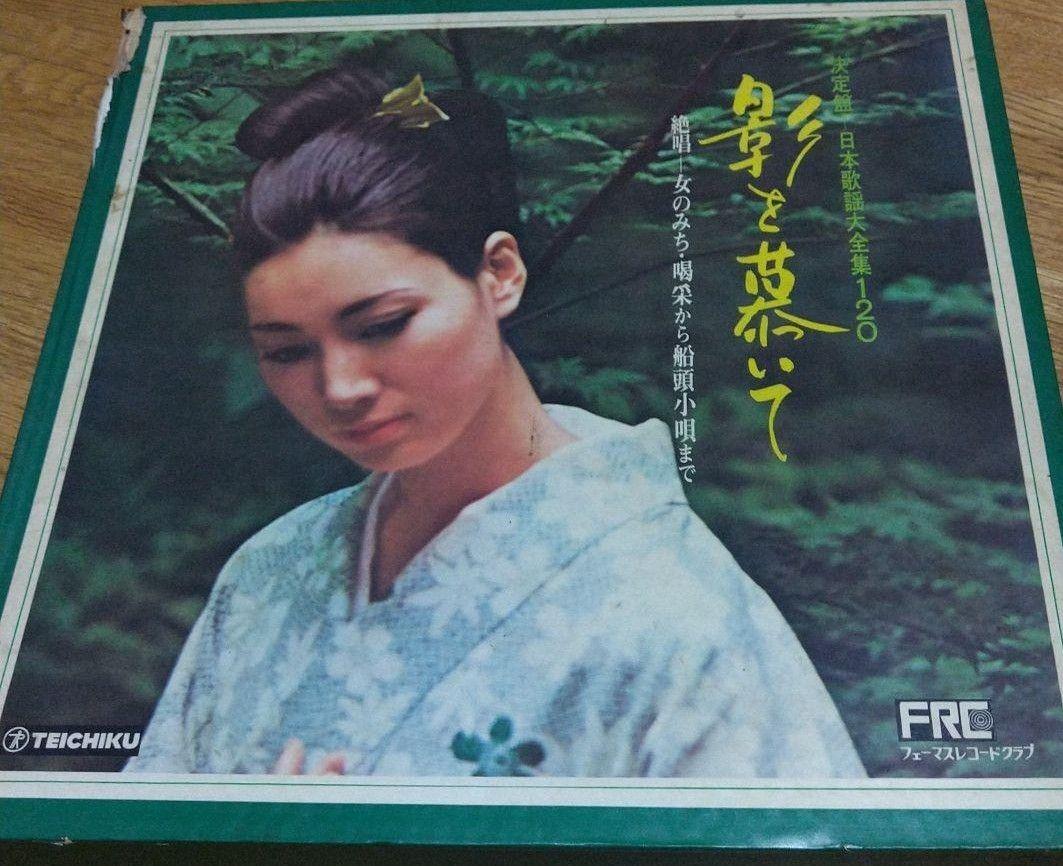 決定盤・日本歌謡大全集120
影を慕いて
絶唱—女のみち・喝采から船頭小唄まで
TEICHIKU
FRC
フェーマスレコードクラブ